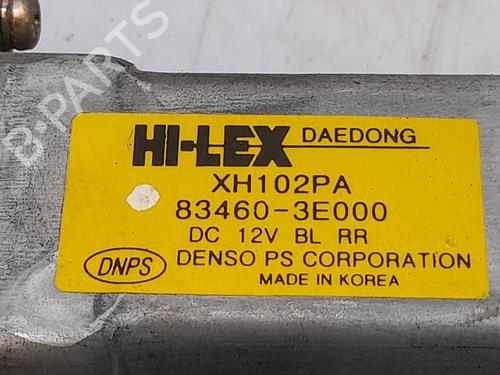 B-PARTS
HI-LEX DAEDONG
XH102PA
83460-3E000
DC 12V BL RR
DNPS DENSO PS CORPORATION
MADE IN KOREA